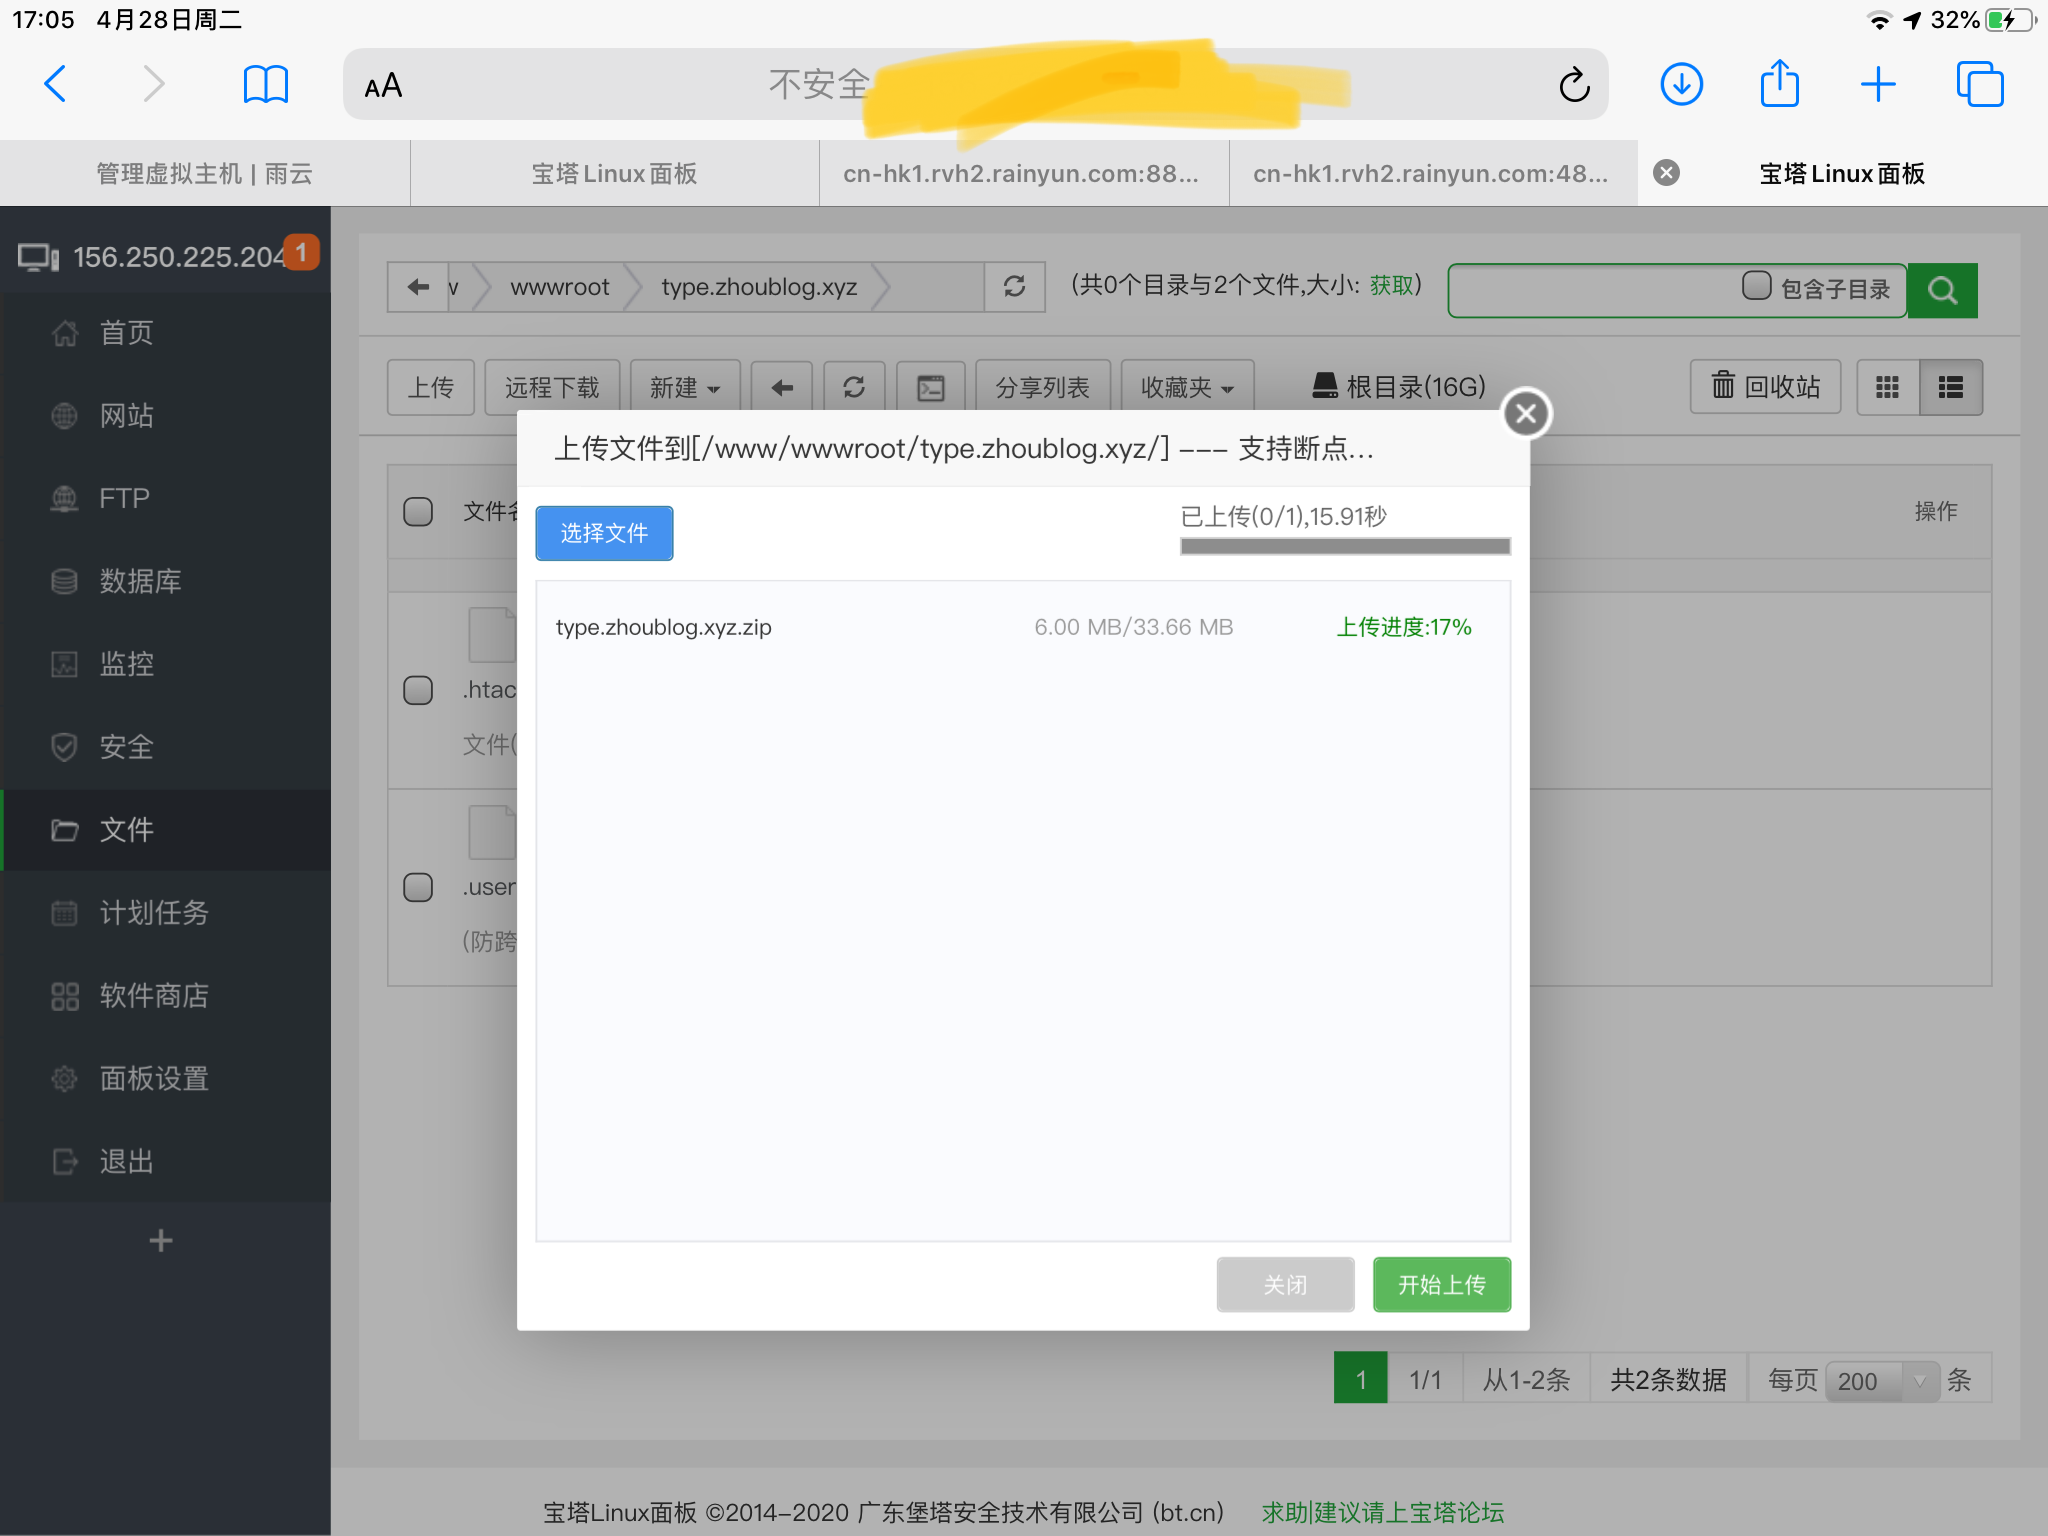 17:05 4月28日周二
32%
AA 不安全
管理虚拟主机 | 雨云
宝塔Linux面板
cn-hk1.rvh2.rainyun.com:88...
cn-hk1.rvh2.rainyun.com:48...
宝塔Linux面板
156.250.225.204
1
首页
网站
FTP
数据库
监控
安全
文件
计划任务
软件商店
面板设置
退出
+
wwwroot
type.zhoublog.xyz
(共0个目录与2个文件,大小: 获取)
包含子目录
上传
远程下载
新建
分享列表
收藏夹
根目录(16G)
回收站
操作
.htac
文件(
.user
(防跨
上传文件到[/www/wwwroot/type.zhoublog.xyz/] --- 支持断点...
选择文件
已上传(0/1),15.91秒
type.zhoublog.xyz.zip
6.00 MB/33.66 MB
上传进度:17%
关闭
开始上传
1
1/1
从1-2条
共2条数据
每页 200 条
宝塔Linux面板 ©2014-2020 广东堡塔安全技术有限公司 (bt.cn)
求助|建议请上宝塔论坛